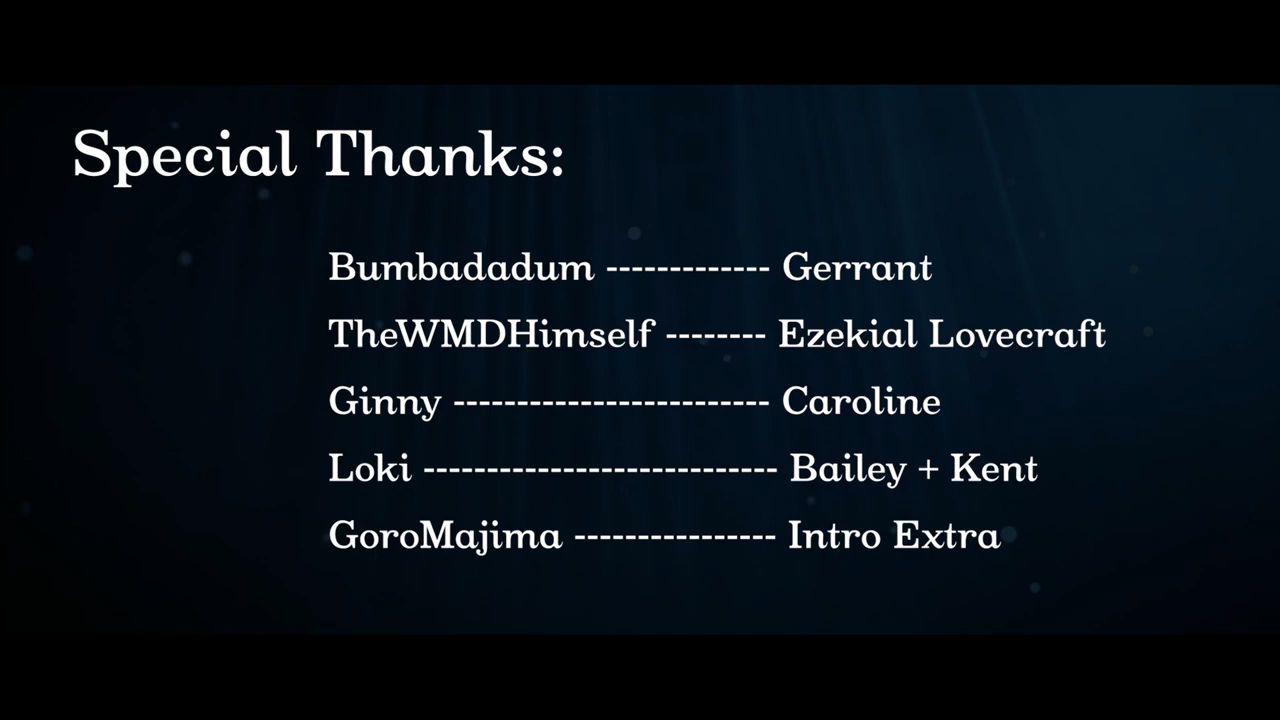 Special Thanks:
Bumbadadum ------------- Gerrant
TheWMDHimself -------- Ezekial Lovecraft
Ginny ------------------------- Caroline
Loki ---------------------------- Bailey + Kent
GoroMajima ---------------- Intro Extra